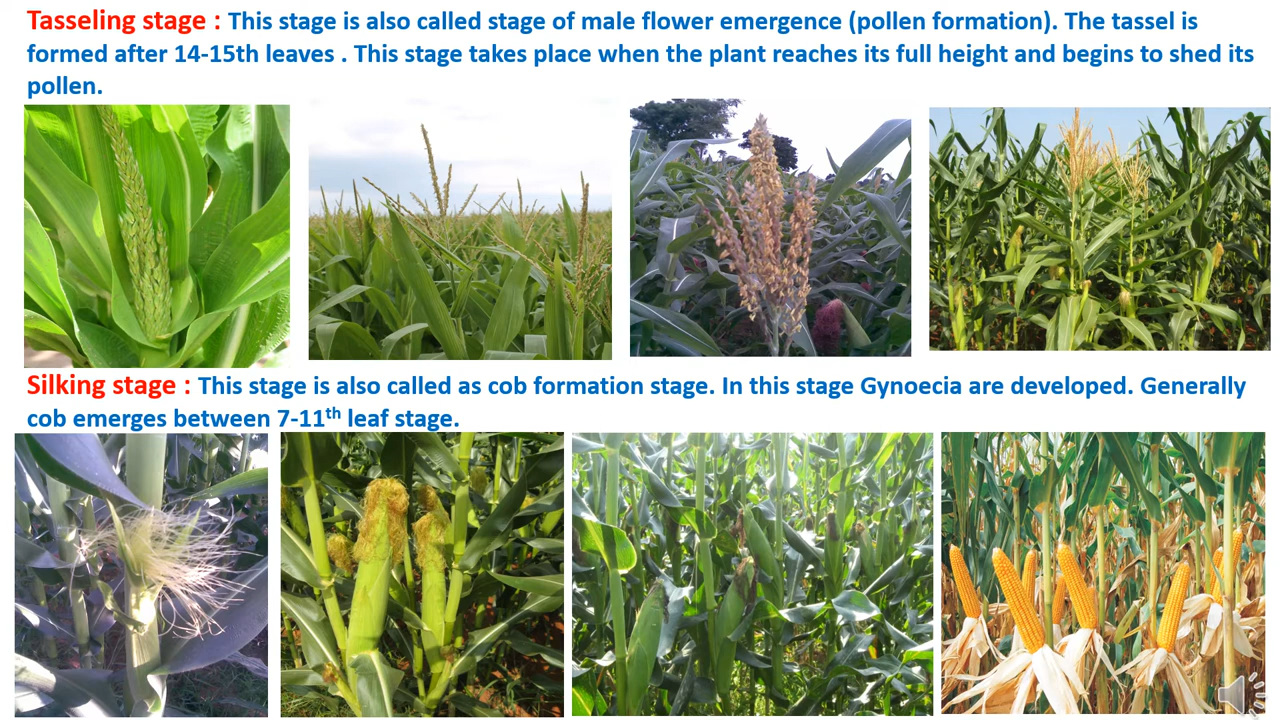 Tasseling stage : This stage is also called stage of male flower emergence (pollen formation). The tassel is
formed after 14-15th leaves . This stage takes place when the plant reaches its full height and begins to shed its
pollen.
Silking stage : This stage is also called as cob formation stage. In this stage Gynoecia are developed. Generally
cob emerges between 7-11th leaf stage.